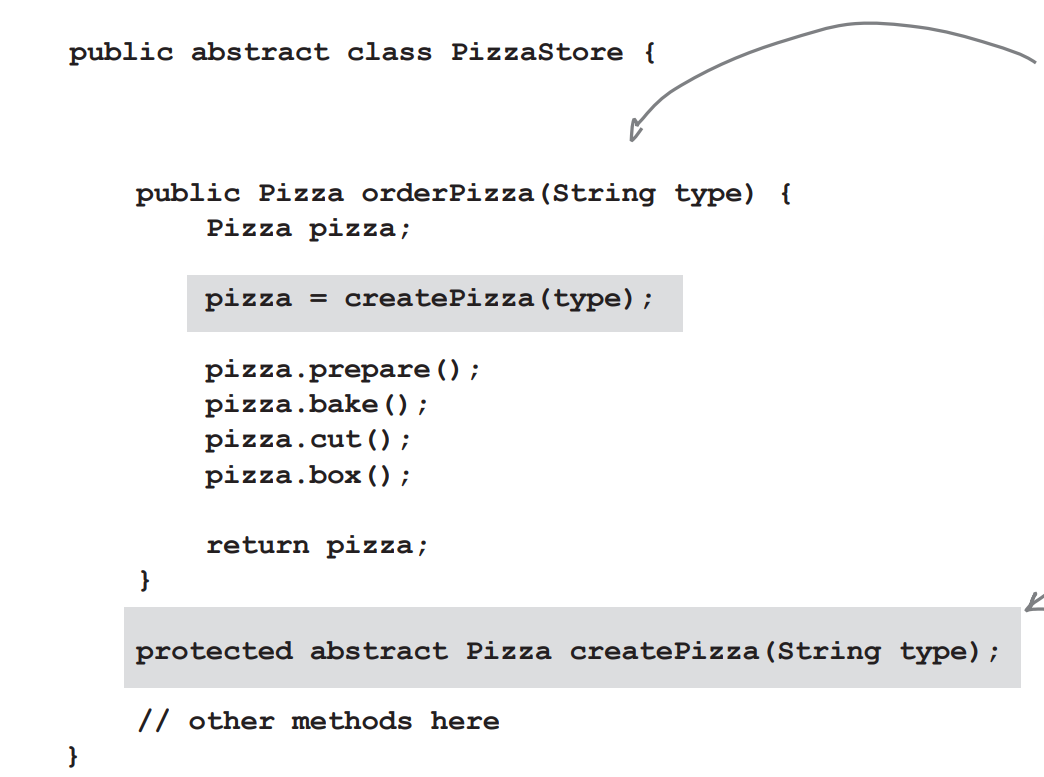 public abstract class PizzaStore {
public Pizza orderPizza(String type) {
Pizza pizza;
pizza = createPizza(type);
pizza.prepare();
pizza.bake();
pizza.cut();
pizza.box();
return pizza;
}
protected abstract Pizza createPizza(String type);
// other methods here
}